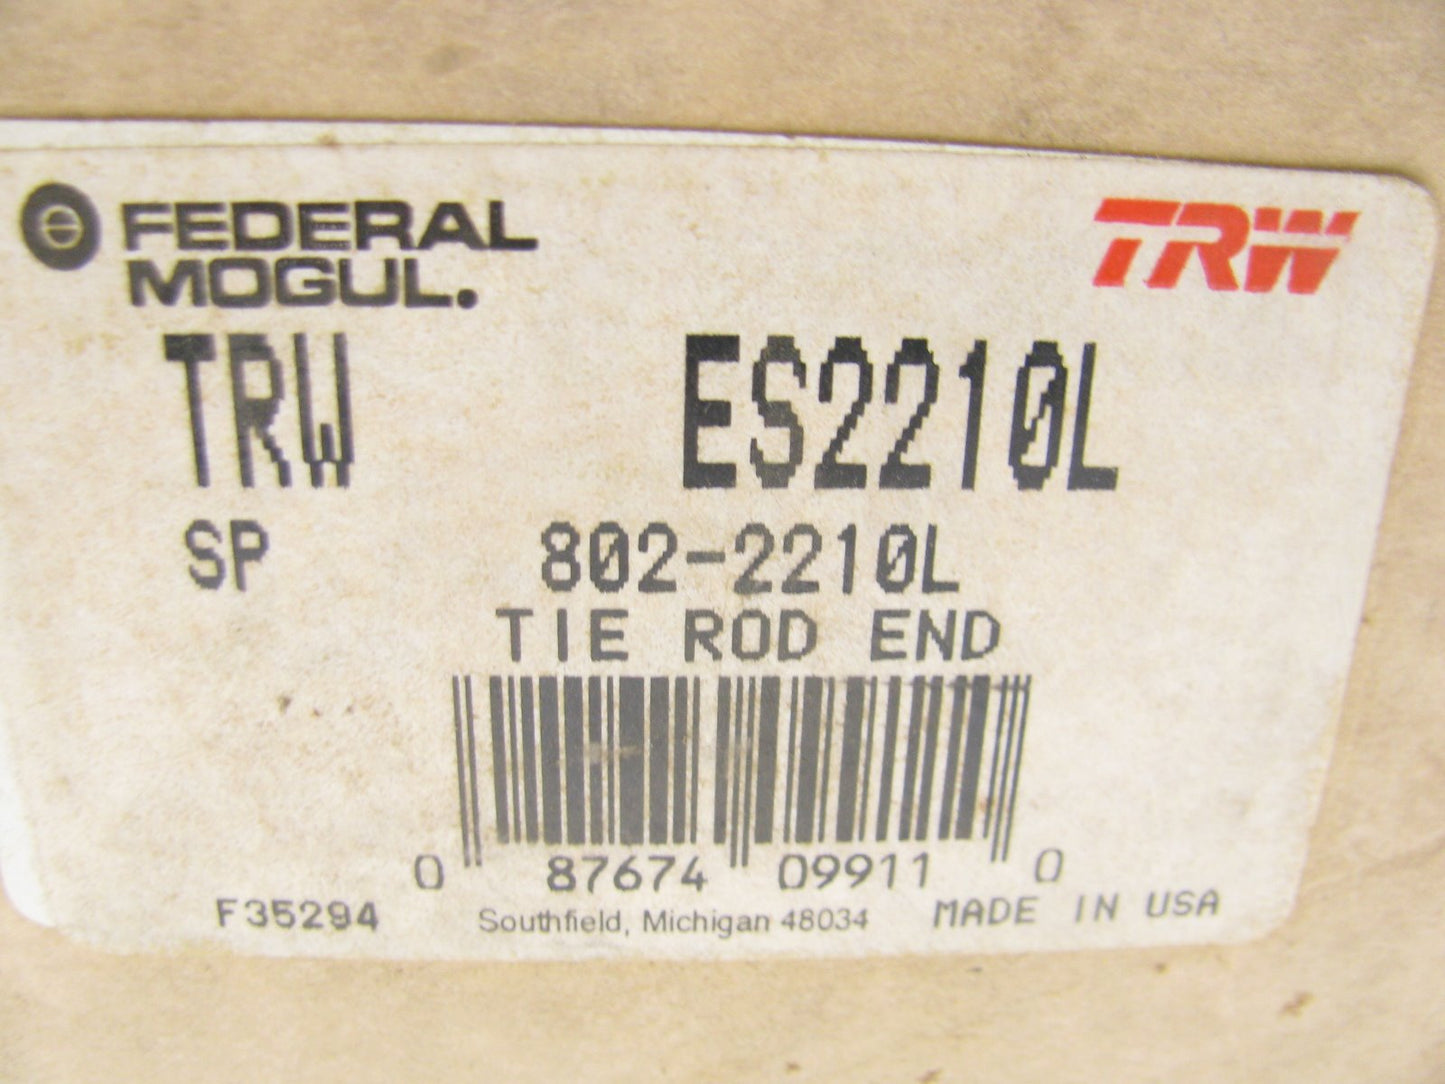 FEDERAL
MOGUL.
TRW
TRW ES2210L
SP 802-2210L
TIE ROD END
0 87674 09911 0
F35294 Southfield, Michigan 48034 MADE IN USA